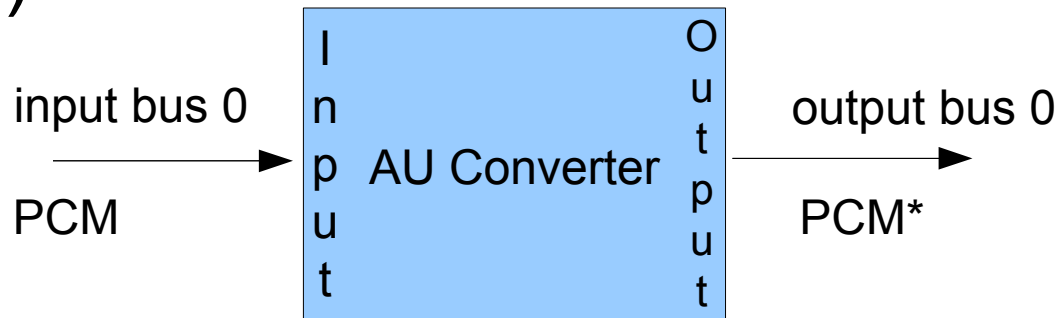 )
input bus 0
PCM
Input
AU Converter
Output
output bus 0
PCM*